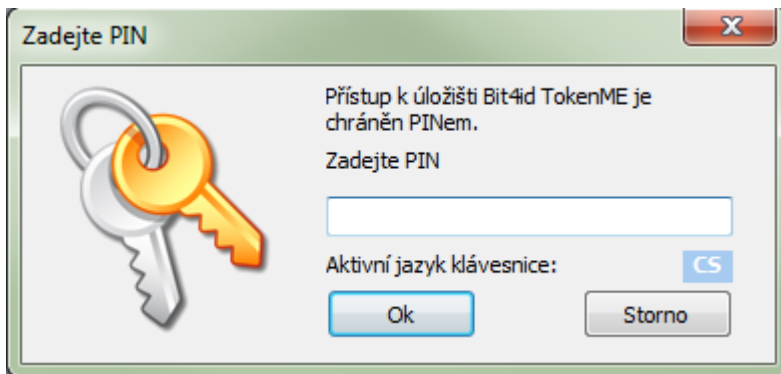 Zadejte PIN
Přístup k úložišti Bit4id TokenME je
chráněn PINem.
Zadejte PIN
Aktivní jazyk klávesnice: CS
Ok Storno